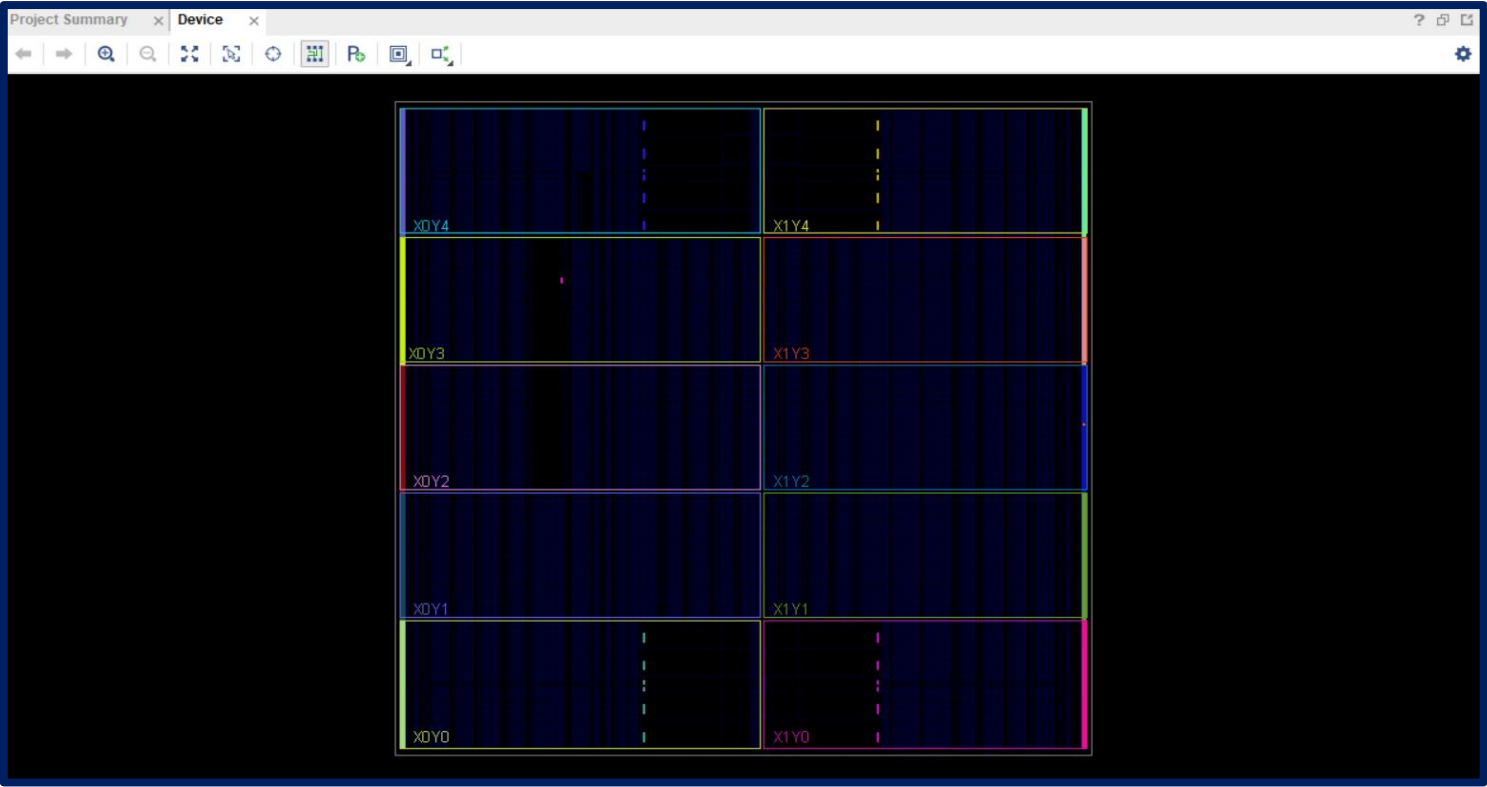 Project Summary × Device × ?
X0Y4 X1Y4
X0Y3 X1Y3
X0Y2 X1Y2
X0Y1 X1Y1
X0Y0 X1Y0